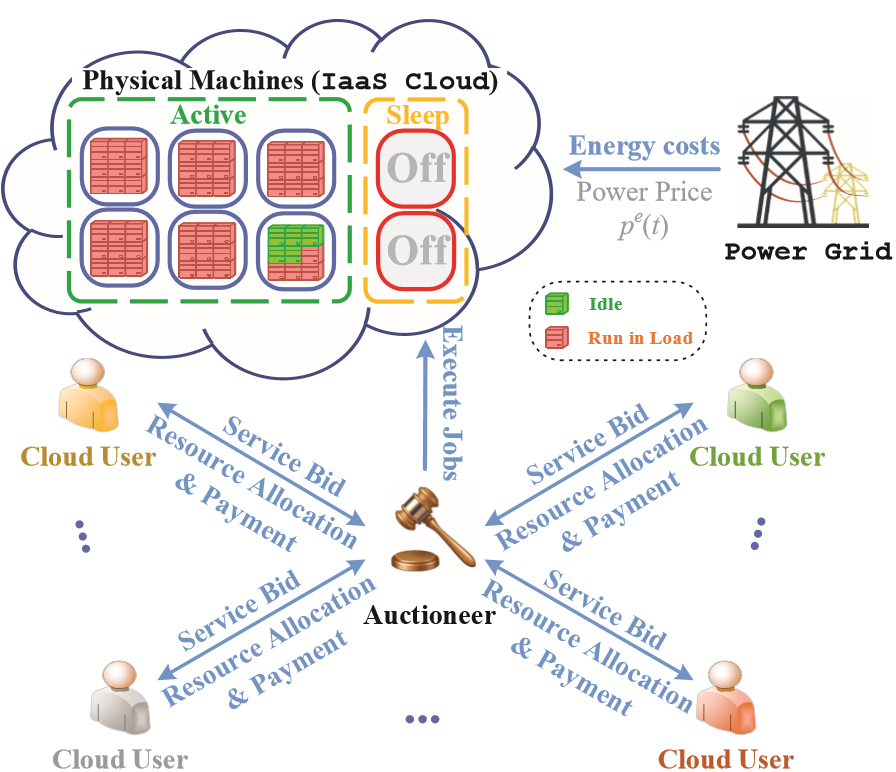 Physical Machines (IaaS Cloud)
Active
Sleep
Off
Off
Energy costs
Power Price
p^e(t)
Power Grid
Idle
Run in Load
Execute Jobs
Cloud User
Service Bid
Resource Allocation
& Payment
Cloud User
Service Bid
Resource Allocation
& Payment
Auctioneer
Service Bid
Resource Allocation
& Payment
Cloud User
Service Bid
Resource Allocation
& Payment
Cloud User